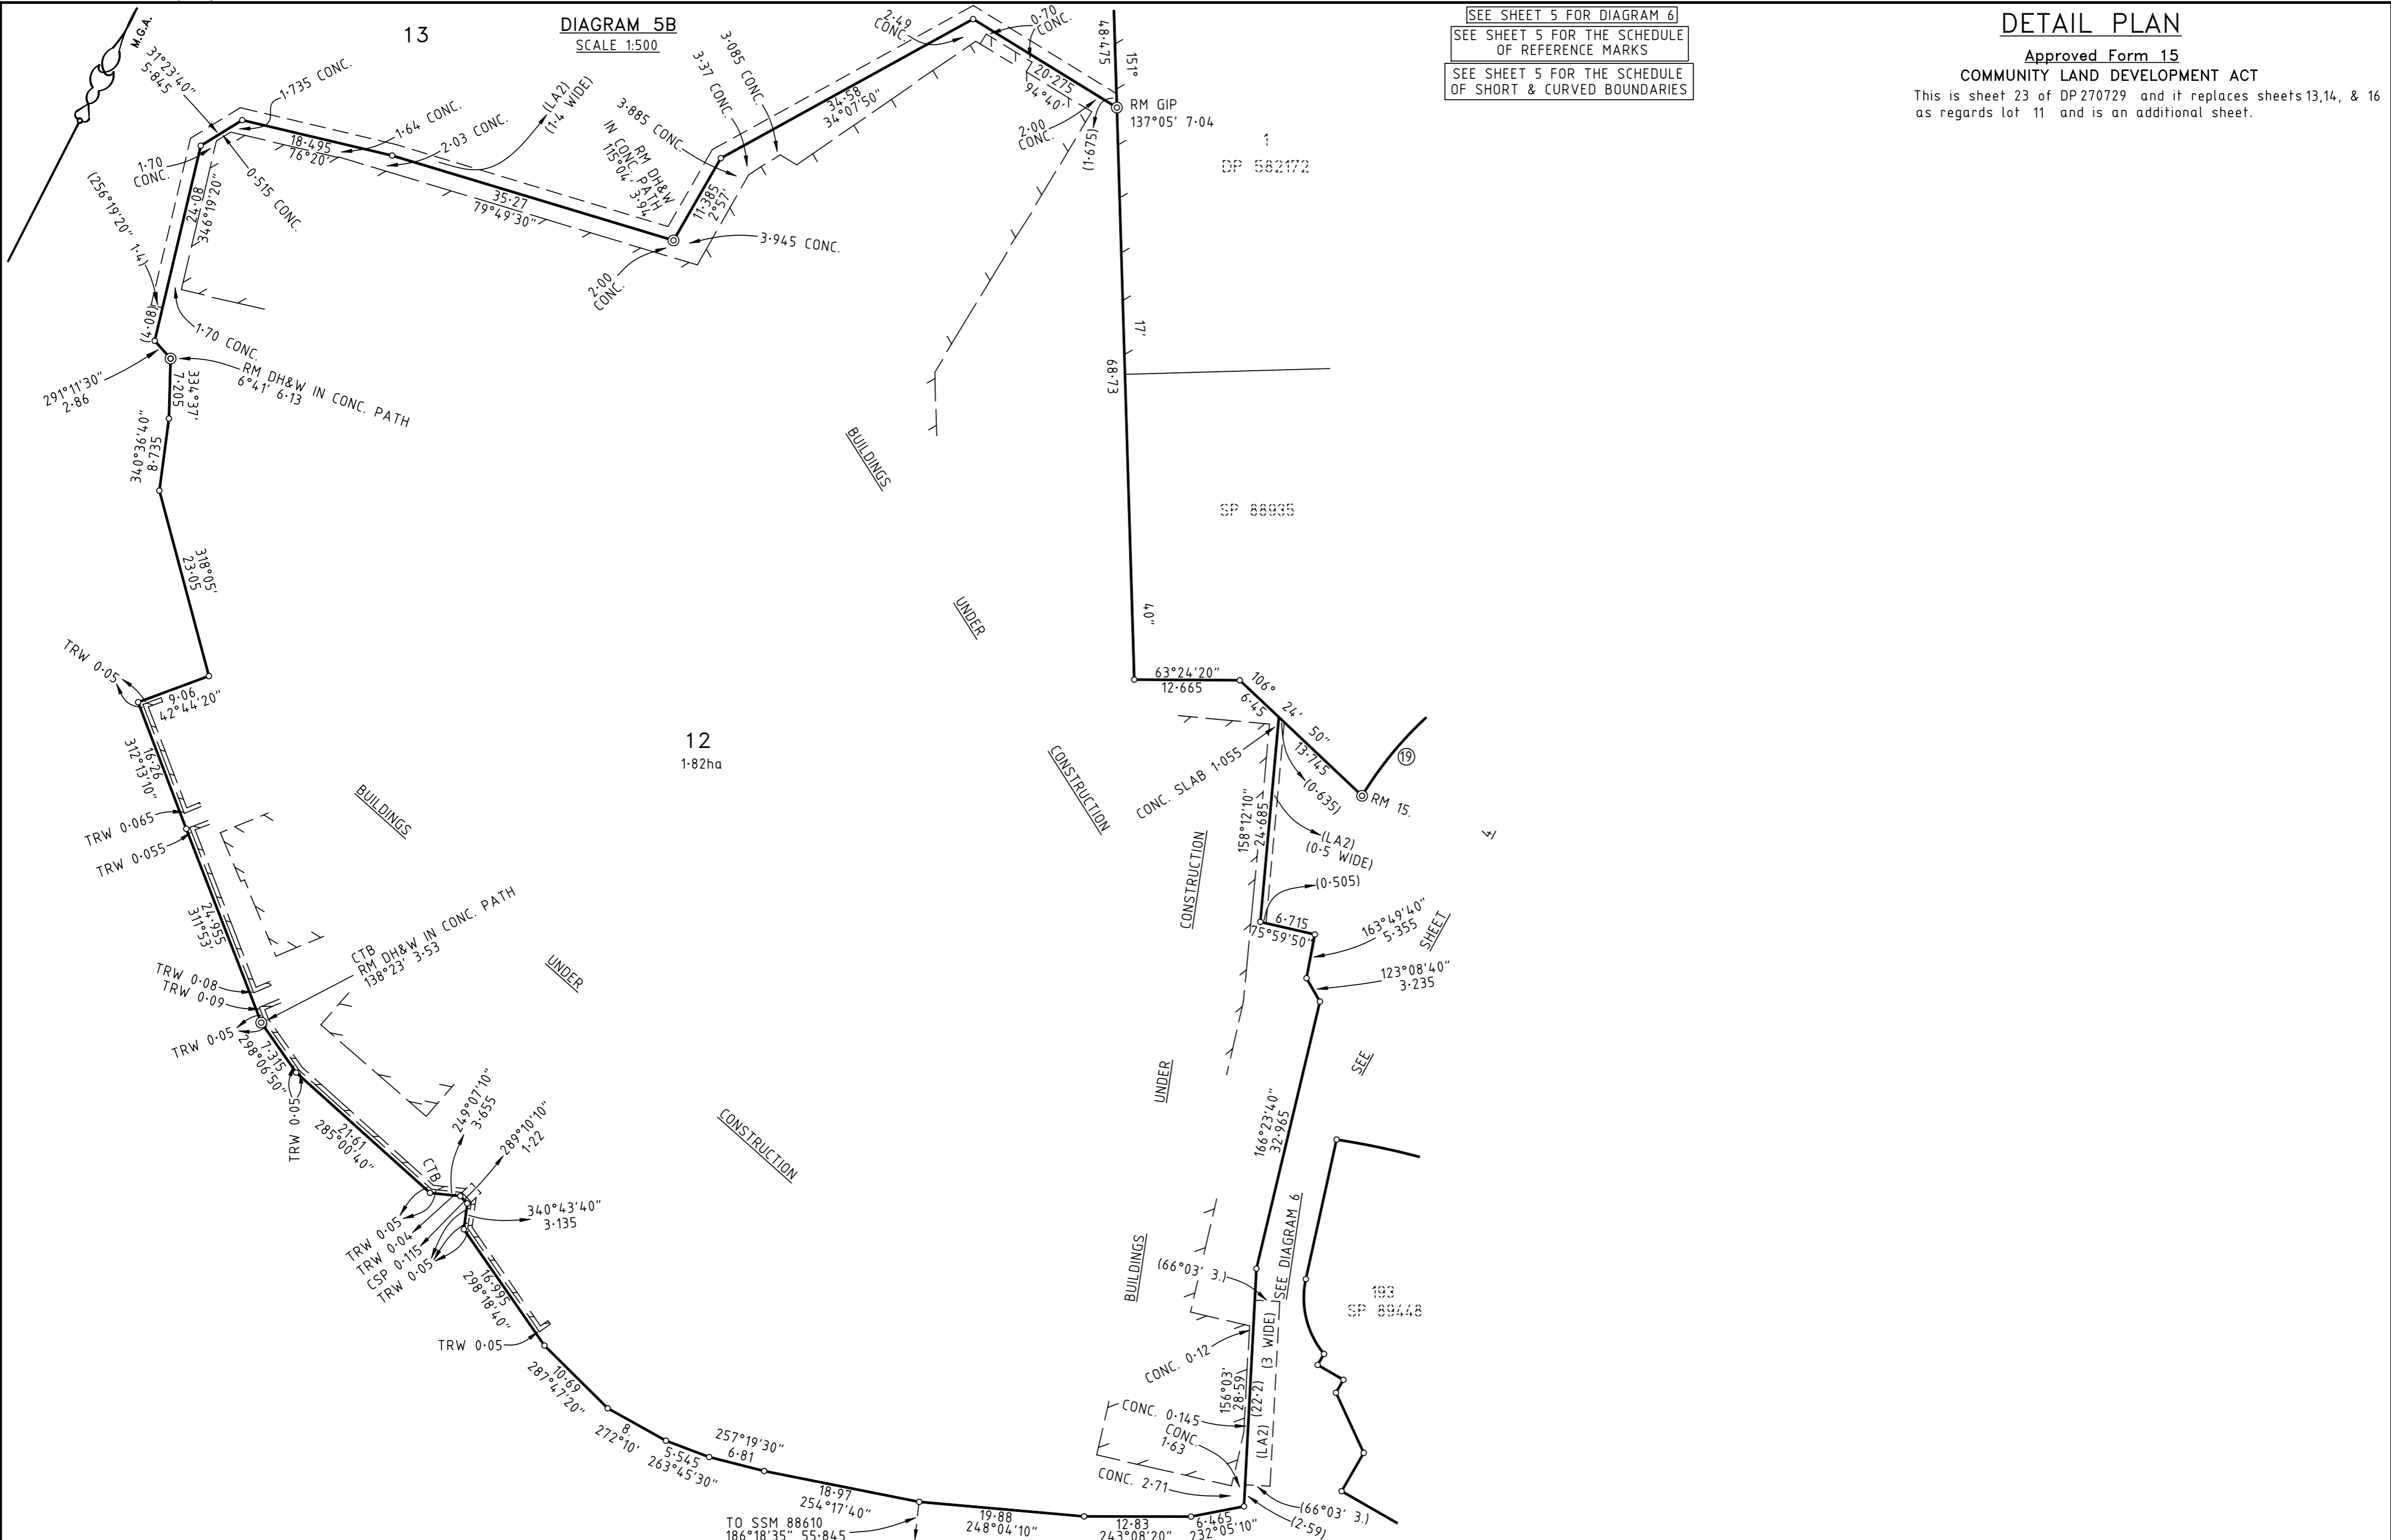 DIAGRAM 5B
SCALE 1:500
SEE SHEET 5 FOR DIAGRAM 6
SEE SHEET 5 FOR THE SCHEDULE
OF REFERENCE MARKS
SEE SHEET 5 FOR THE SCHEDULE
OF SHORT & CURVED BOUNDARIES
DETAIL PLAN
Approved Form 15
COMMUNITY LAND DEVELOPMENT ACT
This is sheet 23 of DP 270729 and it replaces sheets 13,14, & 16
as regards lot 11 and is an additional sheet.
M.G.A.
13
31°23'40"
5·845
1·735 CONC.
1·64 CONC.
2·03 CONC.
(LA2)
(1·4 WIDE)
18·495
76°20'
1·70
CONC.
0·515 CONC.
24·08
346°19'20"
(256°19'20" 1·4)
(4·08)
1·70 CONC.
35·27
79°49'30"
RM DH&W
IN CONC. PATH
115°04' 3·94
3·885 CONC.
3·37 CONC.
3·085 CONC.
11·385
2°57'
3·945 CONC.
2·00
CONC.
34·58
34°07'50"
2·49
CONC.
0·70
CONC.
20·275
94°40'
2·00
CONC.
(1·675)
48·475
151°
RM GIP
137°05' 7·04
1
DP 582172
17'
68·73
40"
SP 88935
RM DH&W IN CONC. PATH
6°41' 6·13
291°11'30"
2·86
334°37'
7·205
340°36'40"
8·735
318°05'
23·05
TRW 0·05
9·06
42°44'20"
16·26
312°13'10"
TRW 0·065
TRW 0·055
24·955
311°53'
TRW 0·08
TRW 0·09
CTB
RM DH&W IN CONC. PATH
138°23' 3·53
TRW 0·05
7·315
298°06'50"
TRW 0·05
21·61
285°00'40"
CTB
249°07'10"
3·655
289°10'10"
1·22
340°43'40"
3·135
TRW 0·05
TRW 0·04
CSP 0·115
TRW 0·05
16·995
298°18'40"
TRW 0·05
10·69
287°47'20"
8.
272°10'
5·545
263°45'30"
257°19'30"
6·81
18·97
254°17'40"
TO SSM 88610
186°18'35" 55·845
19·88
248°04'10"
12·83
243°08'20"
6·465
232°05'10"
BUILDINGS
UNDER
CONSTRUCTION
12
1·82ha
BUILDINGS
UNDER
CONSTRUCTION
63°24'20"
12·665
106°
24'
50"
6·45
13·745
RM 15.
19
CONC. SLAB 1·055
(0·635)
158°12'10"
24·685
(LA2)
(0·5 WIDE)
(0·505)
6·715
75°59'50"
163°49'40"
5·355
123°08'40"
3·235
SEE
SHEET
4
166°23'40"
32·965
BUILDINGS
UNDER
CONSTRUCTION
SEE DIAGRAM 6
(66°03' 3.)
CONC. 0·12
156°03'
28·59
(LA2) (22·2) (3 WIDE)
CONC. 0·145
CONC.
1·63
CONC. 2·71
(66°03' 3.)
(2·59)
193
SP 89448